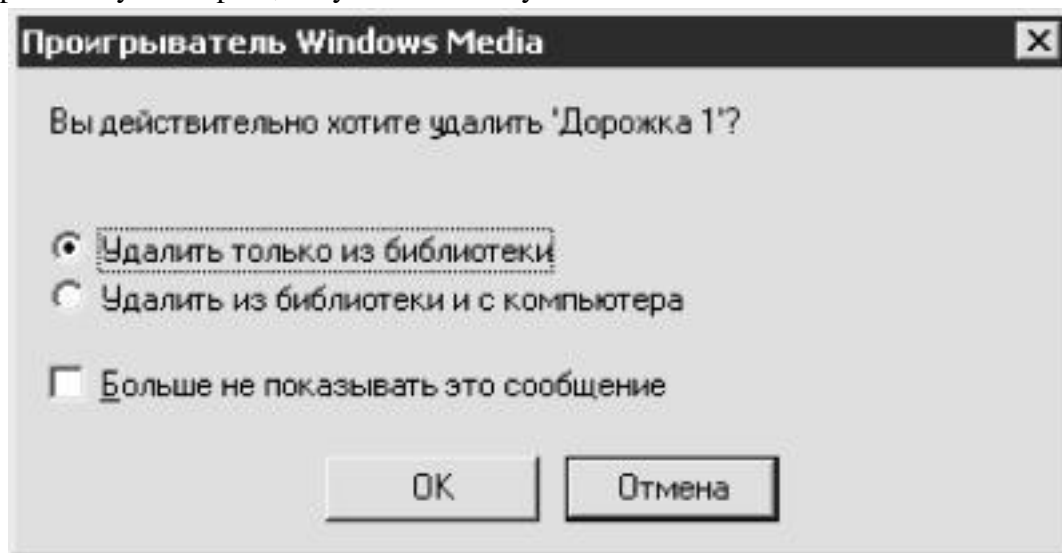 Проигрыватель Windows Media
Вы действительно хотите удалить 'Дорожка 1'?
Удалить только из библиотеки
Удалить из библиотеки и с компьютера
Больше не показывать это сообщение
OK Отмена